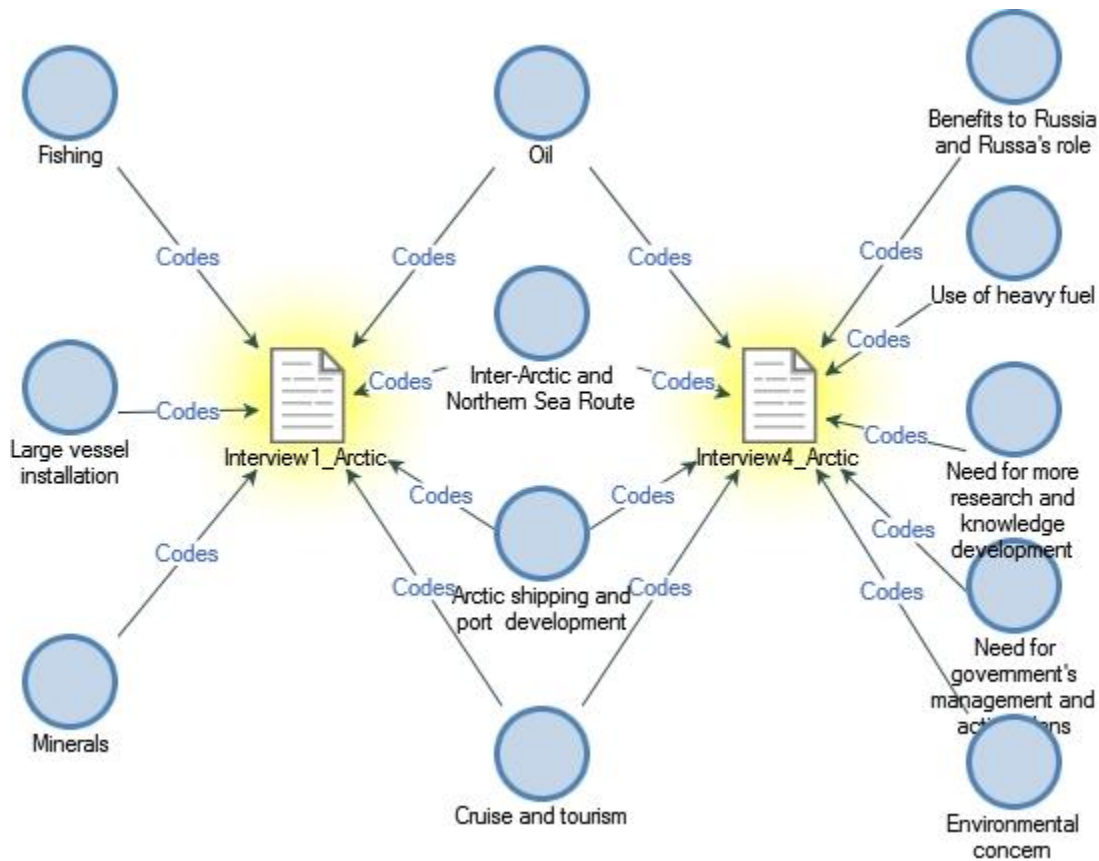 Fishing
Codes
Large vessel
installation
Codes
Minerals
Codes
Oil
Codes
Codes
Inter-Arctic and
Northern Sea Route
Codes
Codes
Interview1_Arctic
Interview4_Arctic
Arctic shipping and
port development
Codes
Codes
Cruise and tourism
Codes
Codes
Benefits to Russia
and Russa's role
Codes
Use of heavy fuel
Codes
Need for more
research and
knowledge
development
Codes
Need for
government's
management and
Codes
Environmental
concern
Codes